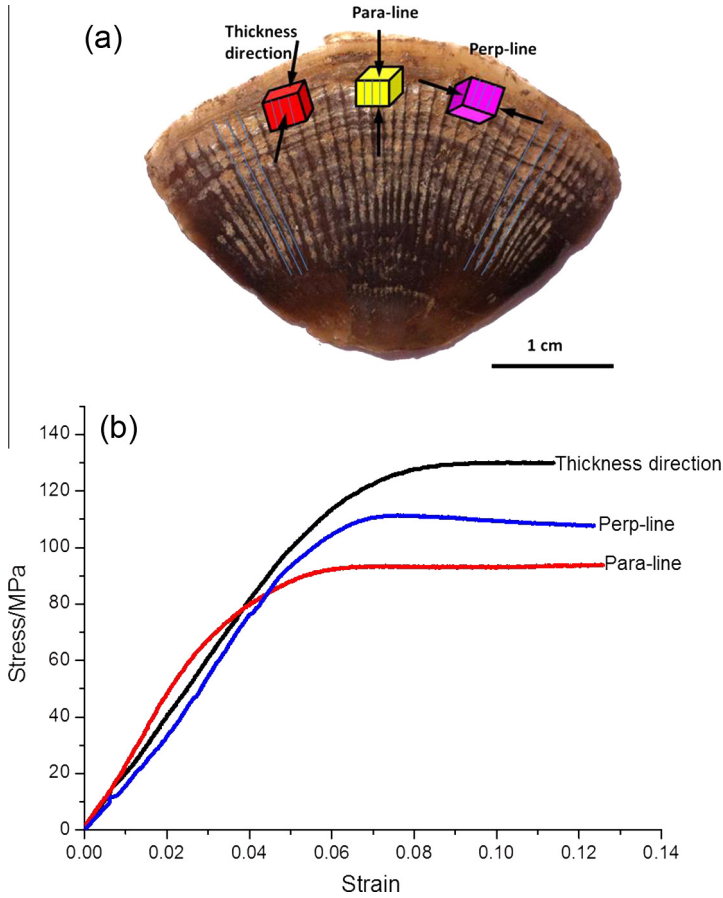 (a)
Para-line
Thickness
direction
Perp-line
1 cm
(b)
140
120
100
80
60
40
20
0
Stress/MPa
Thickness direction
Perp-line
Para-line
0.00 0.02 0.04 0.06 0.08 0.10 0.12 0.14
Strain